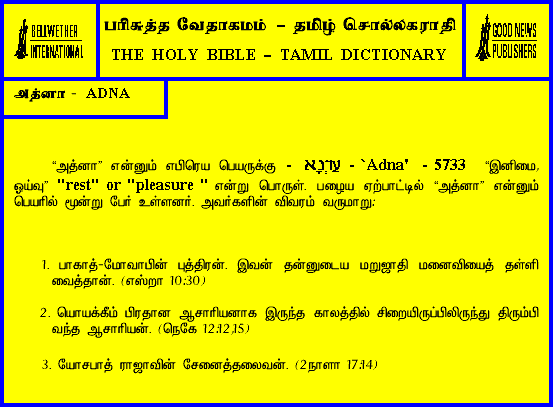 BELLWETHER
INTERNATIONAL
பரிசுத்த வேதாகமம் – தமிழ் சொல்லகராதி
THE HOLY BIBLE – TAMIL DICTIONARY
GOOD NEWS
PUBLISHERS
அத்னா - ADNA
“அத்னா” என்னும் எபிரெய பெயருக்கு - עַדְנָא - `Adna' - 5733 “இனிமை,
ஓய்வு” "rest" or "pleasure " என்று பொருள். பழைய ஏற்பாட்டில் “அத்னா” என்னும்
பெயரில் மூன்று பேர் உள்ளனர். அவர்களின் விவரம் வருமாறு:
1. பாகாத்-மோவாபின் புத்திரன். இவன் தன்னுடைய மறுஜாதி மனைவியைத் தள்ளி
வைத்தான். (எஸ்றா 10:30)
2. யொயக்கீம் பிரதான ஆசாரியனாக இருந்த காலத்தில் சிறையிருப்பிலிருந்து திரும்பி
வந்த ஆசாரியன். (நெகே 12:12,15)
3. யோசபாத் ராஜாவின் சேனைத்தலைவன். (2நாளா 17:14)